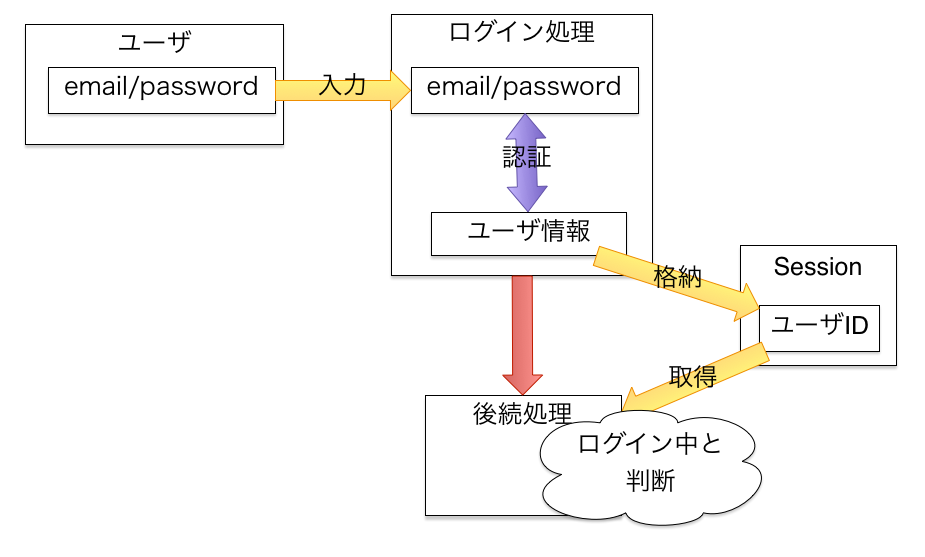 ユーザ
email/password
入力
ログイン処理
email/password
認証
ユーザ情報
格納
Session
ユーザID
取得
後続処理
ログイン中と
判断